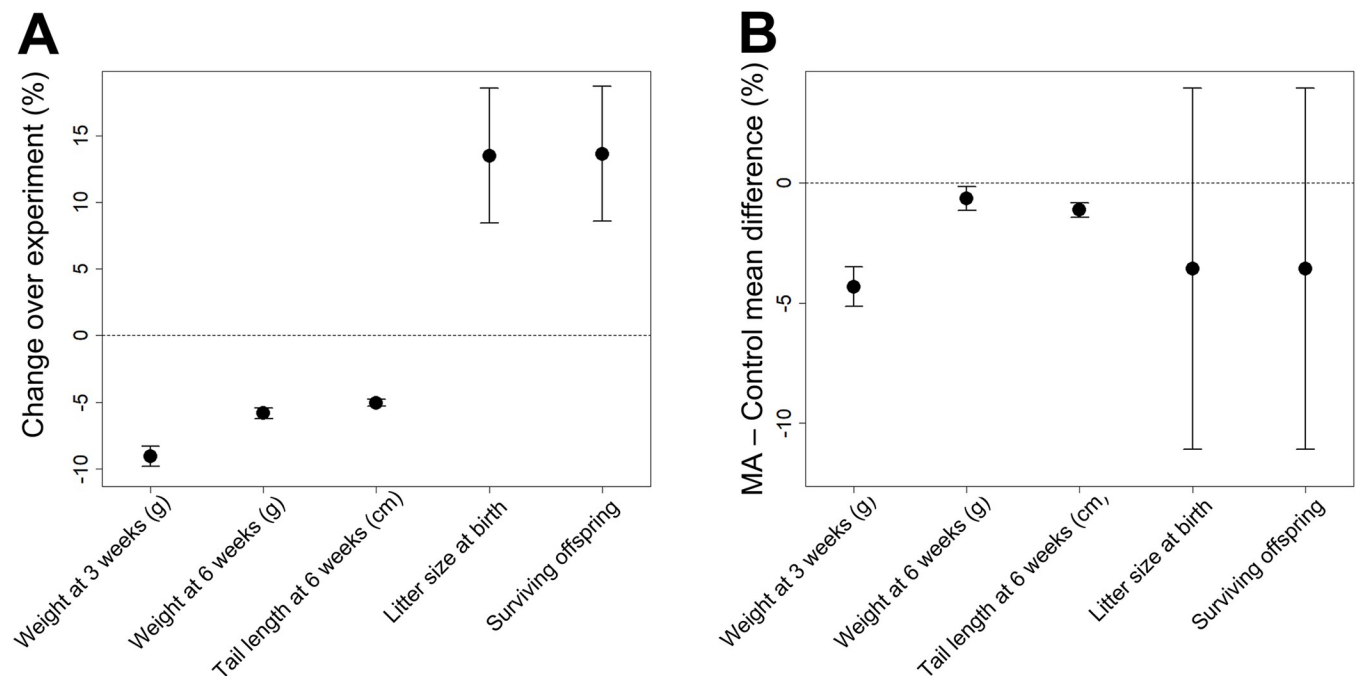 A
Change over experiment (%)
15
10
5
0
-5
-10
Weight at 3 weeks (g)
Weight at 6 weeks (g)
Tail length at 6 weeks (cm)
Litter size at birth
Surviving offspring
B
MA – Control mean difference (%)
0
-5
-10
Weight at 3 weeks (g)
Weight at 6 weeks (g)
Tail length at 6 weeks (cm,
Litter size at birth
Surviving offspring